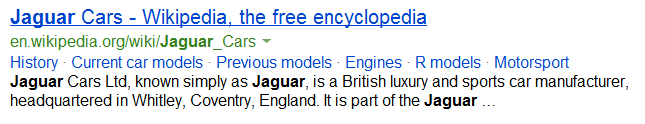 Jaguar Cars - Wikipedia, the free encyclopedia
en.wikipedia.org/wiki/Jaguar_Cars
History · Current car models · Previous models · Engines · R models · Motorsport
Jaguar Cars Ltd, known simply as Jaguar, is a British luxury and sports car manufacturer,
headquartered in Whitley, Coventry, England. It is part of the Jaguar ...